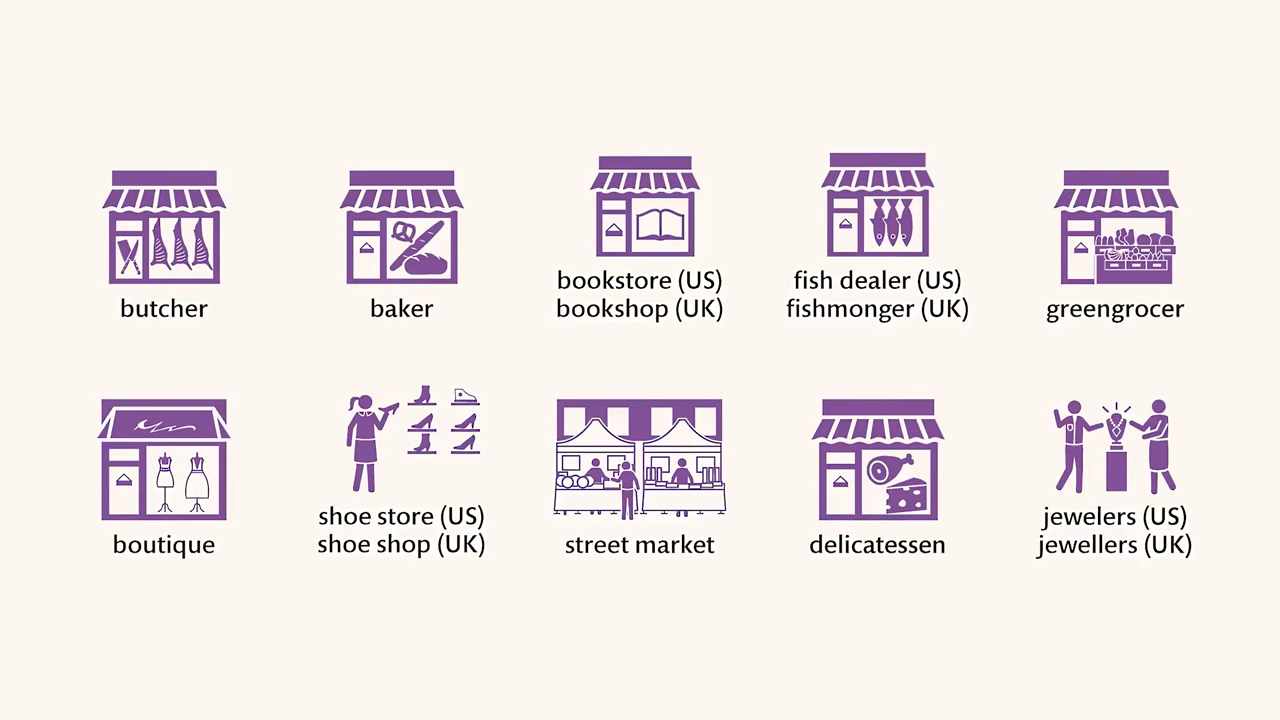 butcher
baker
bookstore (US)
bookshop (UK)
fish dealer (US)
fishmonger (UK)
greengrocer
boutique
shoe store (US)
shoe shop (UK)
street market
delicatessen
jewelers (US)
jewellers (UK)